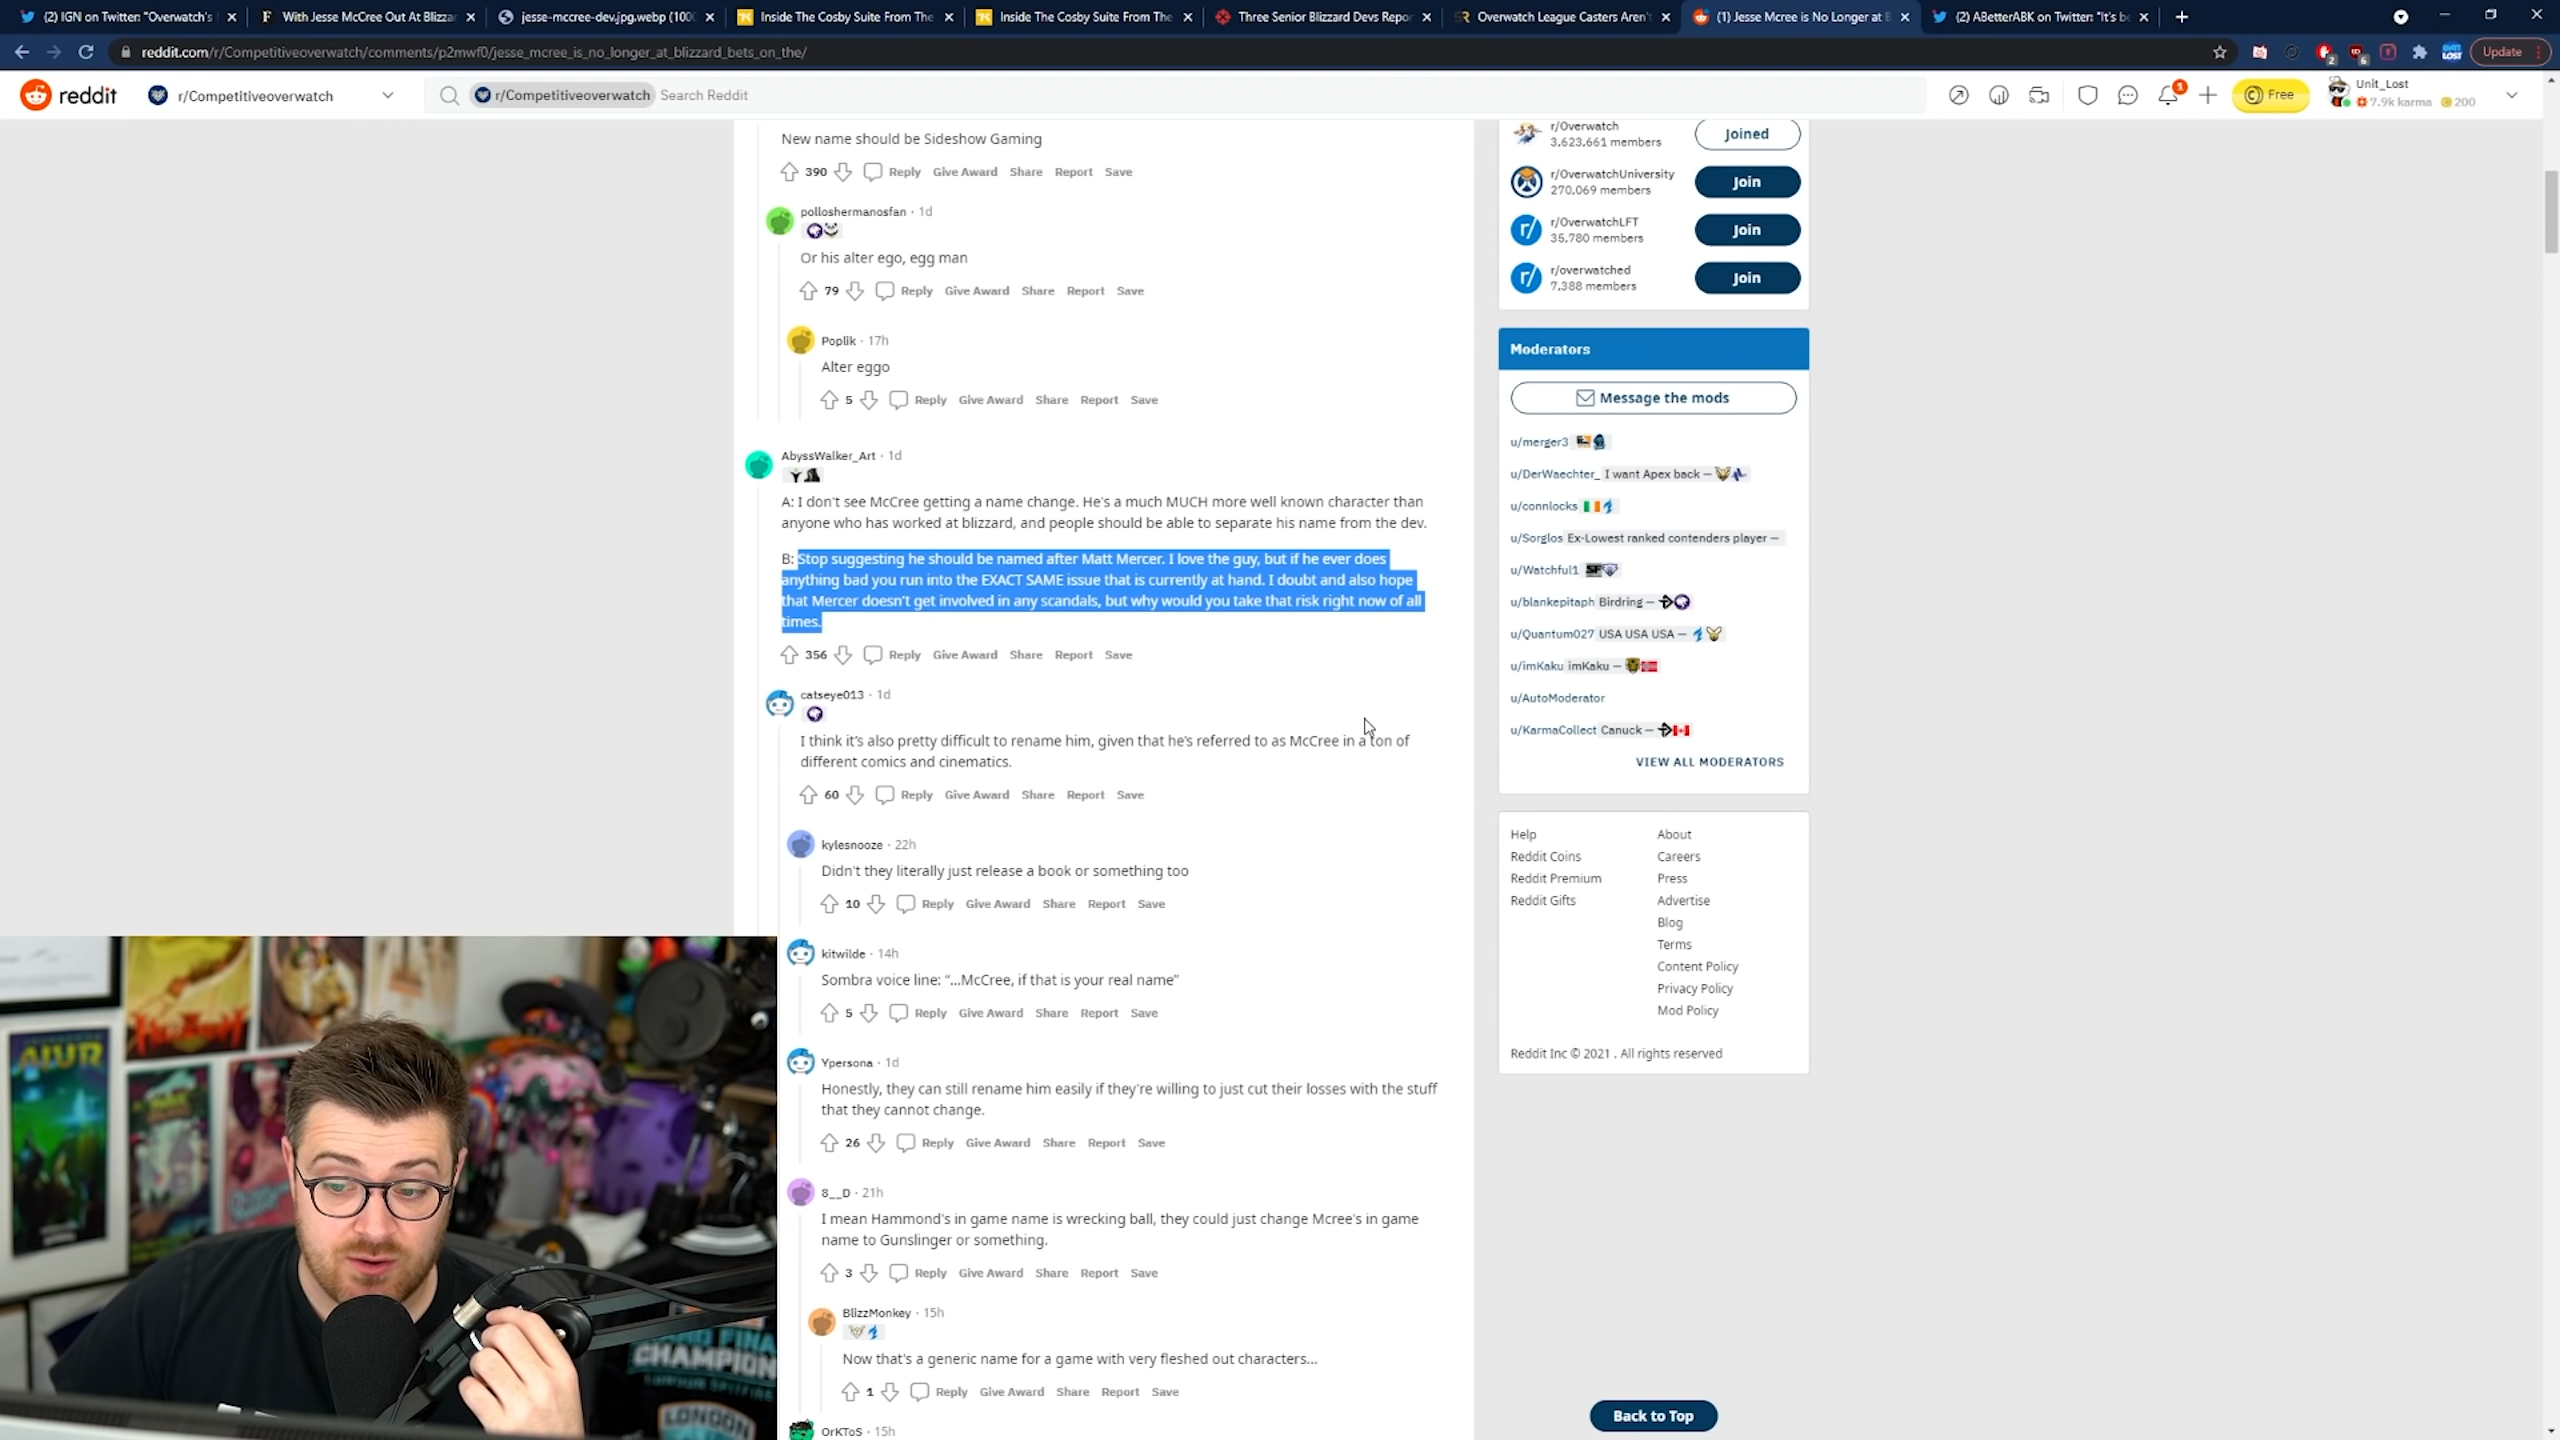 (2) IGN on Twitter: "Overwatch's
With Jesse McCree Out At Blizzar
jesse-mccree-dev.jpg.webp (100
Inside The Cosby Suite From The
Inside The Cosby Suite From The
Three Senior Blizzard Devs Repor
Overwatch League Casters Aren'
(1) Jesse Mcree is No Longer at B
(2) ABetterABK on Twitter: "It's be
reddit.com/r/Competitiveoverwatch/comments/p2mwf0/jesse_mcree_is_no_longer_at_blizzard_bets_on_the/
2
6
UNIT LOST
Update
reddit
r/Competitiveoverwatch
r/Competitiveoverwatch
Search Reddit
1
Free
Unit_Lost
7.9k karma
200
New name should be Sideshow Gaming
390 Reply Give Award Share Report Save
polloshermanosfan · 1d
Or his alter ego, egg man
79 Reply Give Award Share Report Save
Poplik · 17h
Alter eggo
5 Reply Give Award Share Report Save
AbyssWalker_Art · 1d
A: I don't see McCree getting a name change. He's a much MUCH more well known character than
anyone who has worked at blizzard, and people should be able to separate his name from the dev.
B: Stop suggesting he should be named after Matt Mercer. I love the guy, but if he ever does
anything bad you run into the EXACT SAME issue that is currently at hand. I doubt and also hope
that Mercer doesn't get involved in any scandals, but why would you take that risk right now of all
times.
356 Reply Give Award Share Report Save
catseye013 · 1d
I think it's also pretty difficult to rename him, given that he's referred to as McCree in a ton of
different comics and cinematics.
60 Reply Give Award Share Report Save
kylesnooze · 22h
Didn't they literally just release a book or something too
10 Reply Give Award Share Report Save
kitwilde · 14h
Sombra voice line: "...McCree, if that is your real name"
5 Reply Give Award Share Report Save
Ypersona · 1d
Honestly, they can still rename him easily if they're willing to just cut their losses with the stuff
that they cannot change.
26 Reply Give Award Share Report Save
8__D · 21h
I mean Hammond's in game name is wrecking ball, they could just change Mcree's in game
name to Gunslinger or something.
3 Reply Give Award Share Report Save
BlizzMonkey · 15h
Now that's a generic name for a game with very fleshed out characters...
1 Reply Give Award Share Report Save
OrKToS · 15h
r/Overwatch
3,623,661 members
Joined
r/OverwatchUniversity
270,069 members
Join
r/OverwatchLFT
35,780 members
Join
r/overwatched
7,388 members
Join
Moderators
Message the mods
u/merger3
u/DerWaechter_ I want Apex back —
u/connlocks
u/Sorglos Ex-Lowest ranked contenders player —
u/Watchful1
u/blankepitaph Birdring —
u/Quantum027 USA USA USA —
u/imKaku imKaku —
u/AutoModerator
u/KarmaCollect Canuck —
VIEW ALL MODERATORS
Help
About
Reddit Coins
Careers
Reddit Premium
Press
Reddit Gifts
Advertise
Blog
Terms
Content Policy
Privacy Policy
Mod Policy
Reddit Inc © 2021 . All rights reserved
Back to Top
AIUR
GRAND FINALS
CHAMPION
LONDON